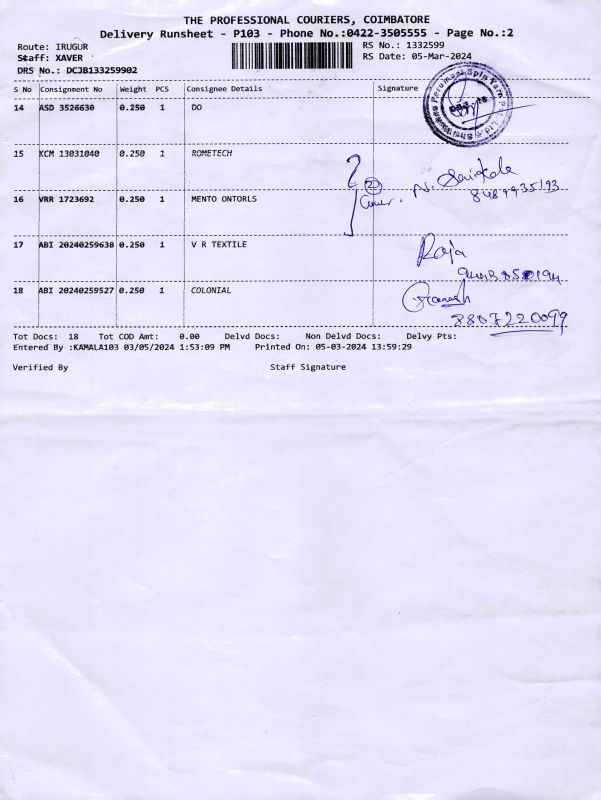 THE PROFESSIONAL COURIERS, COIMBATORE
Delivery Runsheet - P103 - Phone No.:0422-3505555 - Page No.:2
Route: IRUGUR RS No.: 1332599
Staff: XAVER RS Date: 05-Mar-2024
DRS No.: DCJB133259902
S No Consignment No Weight PCS Consignee Details Signature
14 ASD 3526630 0.250 1 DO
15 KCM 13031040 0.250 1 ROMETECH
16 VRR 1723692 0.250 1 MENTO ONTORLS
2
N.
17 ABI 20240259638 0.250 1 V R TEXTILE
Raja
18 ABI 20240259527 0.250 1 COLONIAL
8807220099
Tot Docs: 18 Tot COD Amt: 0.00 Delvd Docs: Non Delvd Docs: Delvy Pts:
Entered By :KAMALA103 03/05/2024 1:53:09 PM Printed On: 05-03-2024 13:59:29
Verified By Staff Signature